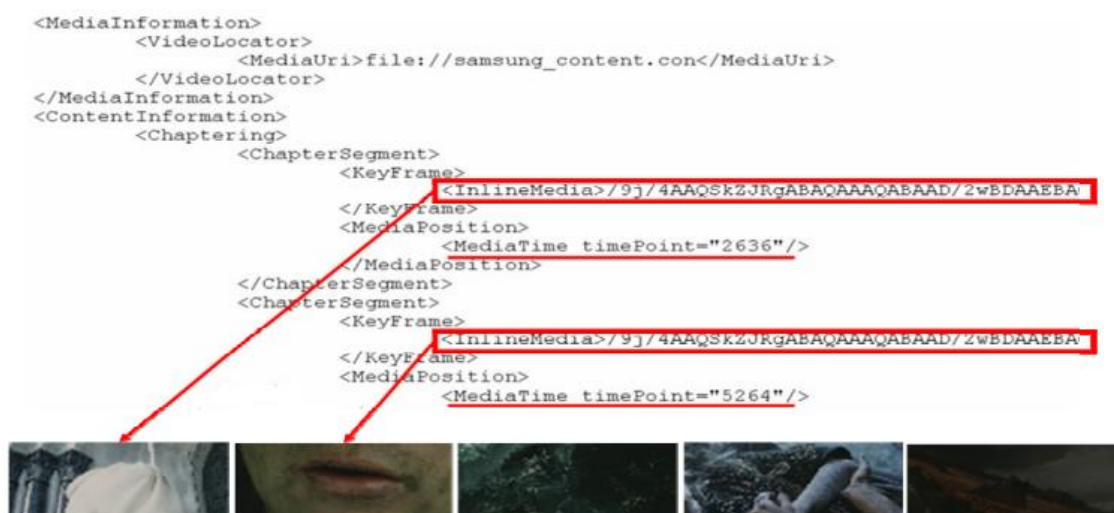 <MediaInformation>
<VideoLocator>
<MediaUri>file://samsung_content.con</MediaUri>
</VideoLocator>
</MediaInformation>
<ContentInformation>
<Chaptering>
<ChapterSegment>
<KeyFrame>
<InlineMedia>/9j/4AAQSkZJRgABAQAAAQABAAD/2wBDAAEBA
</KeyFrame>
<MediaPosition>
<MediaTime timePoint="2636"/>
</MediaPosition>
</ChapterSegment>
<ChapterSegment>
<KeyFrame>
<InlineMedia>/9j/4AAQSkZJRgABAQAAAQABAAD/2wBDAAEBA
</KeyFrame>
<MediaPosition>
<MediaTime timePoint="5264"/>